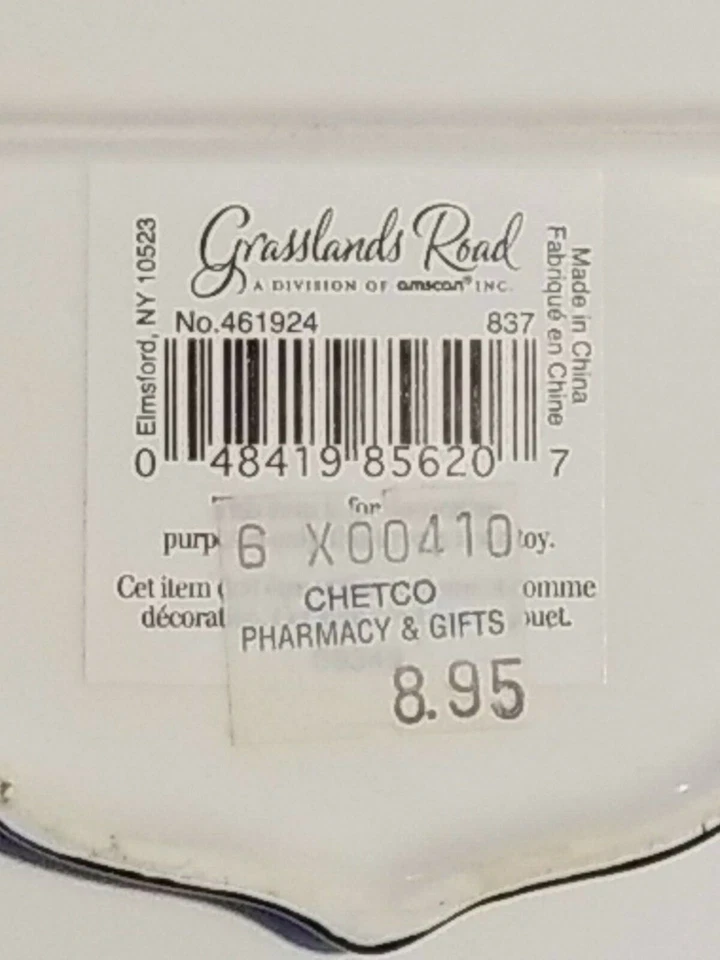 Grasslands Road
A DIVISION OF amscan® INC.
Elmsford, NY 10523
Made in China
Fabriqué en Chine
No.461924 837
0 48419 85620 7
for
purp toy.
Cet item omme
décorat ouet.
6 X00410
CHETCO
PHARMACY & GIFTS
8.95